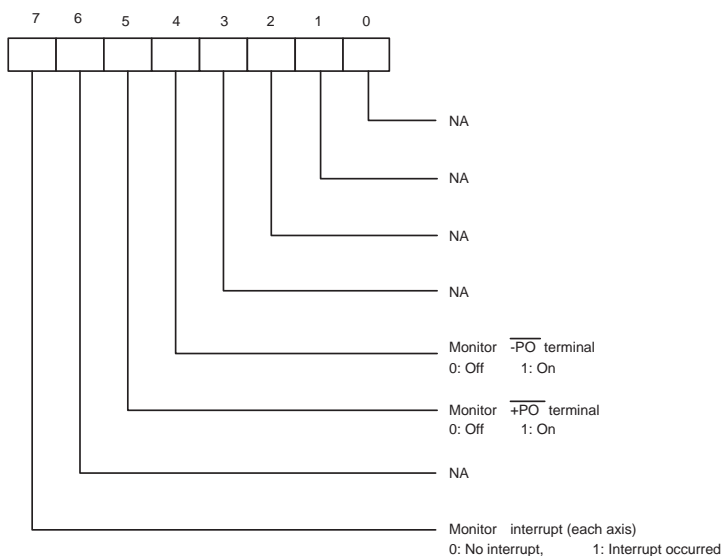 7 6 5 4 3 2 1 0
NA
NA
NA
NA
Monitor -PO terminal
0: Off 1: On
Monitor +PO terminal
0: Off 1: On
NA
Monitor interrupt (each axis)
0: No interrupt, 1: Interrupt occurred